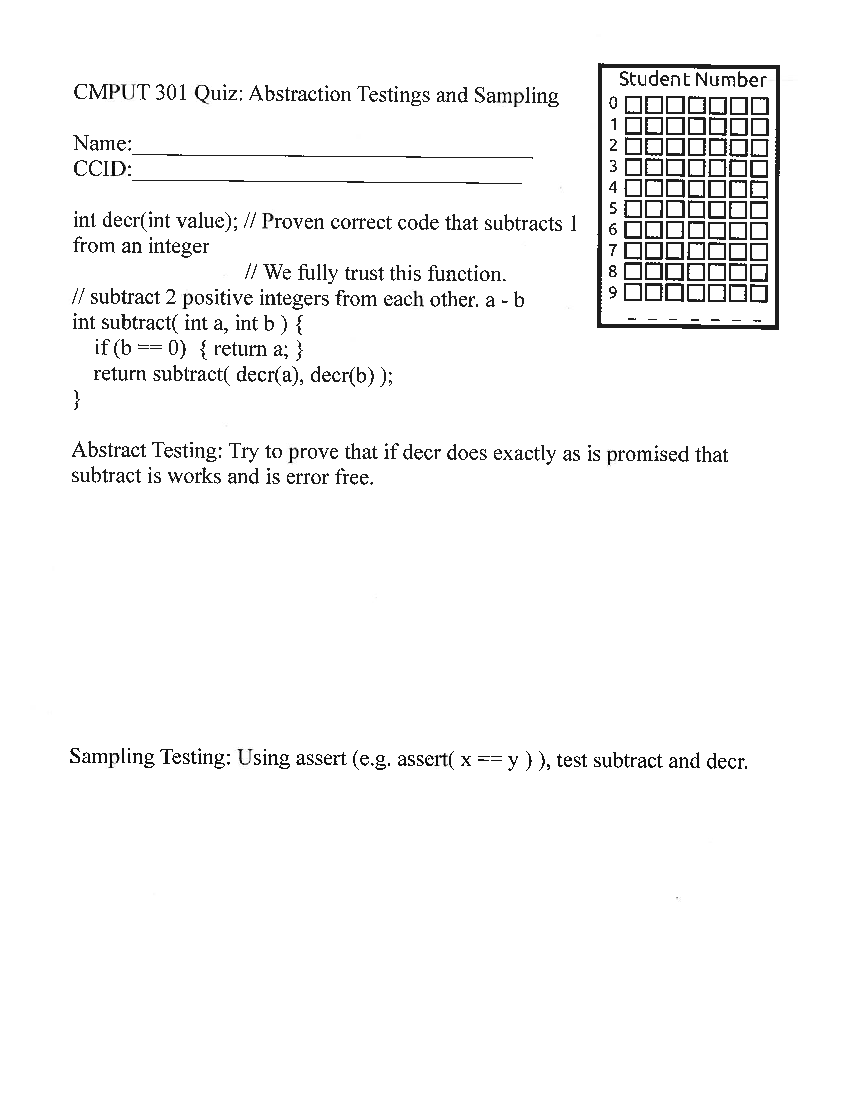 CMPUT 301 Quiz: Abstraction Testings and Sampling
Name:
CCID:
Student Number
0
1
2
3
4
5
6
7
8
9
int decr(int value); // Proven correct code that subtracts 1
from an integer
// We fully trust this function.
// subtract 2 positive integers from each other. a - b
int subtract( int a, int b ) {
if (b == 0) { return a; }
return subtract( decr(a), decr(b) );
}
Abstract Testing: Try to prove that if decr does exactly as is promised that
subtract is works and is error free.
Sampling Testing: Using assert (e.g. assert( x == y ) ), test subtract and decr.